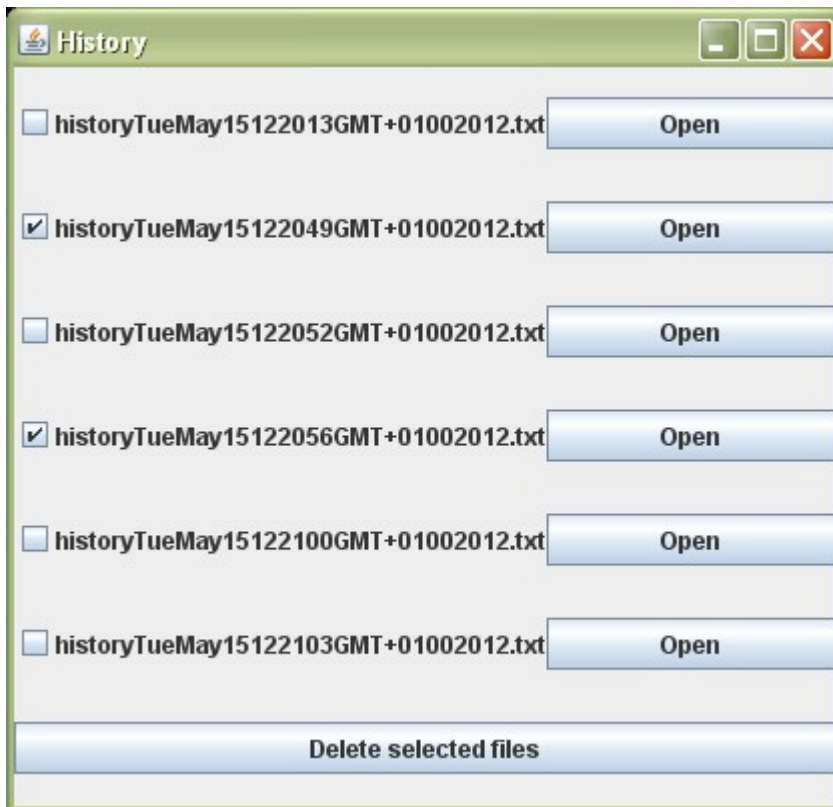 History
historyTueMay15122013GMT+01002012.txt Open
historyTueMay15122049GMT+01002012.txt Open
historyTueMay15122052GMT+01002012.txt Open
historyTueMay15122056GMT+01002012.txt Open
historyTueMay15122100GMT+01002012.txt Open
historyTueMay15122103GMT+01002012.txt Open
Delete selected files